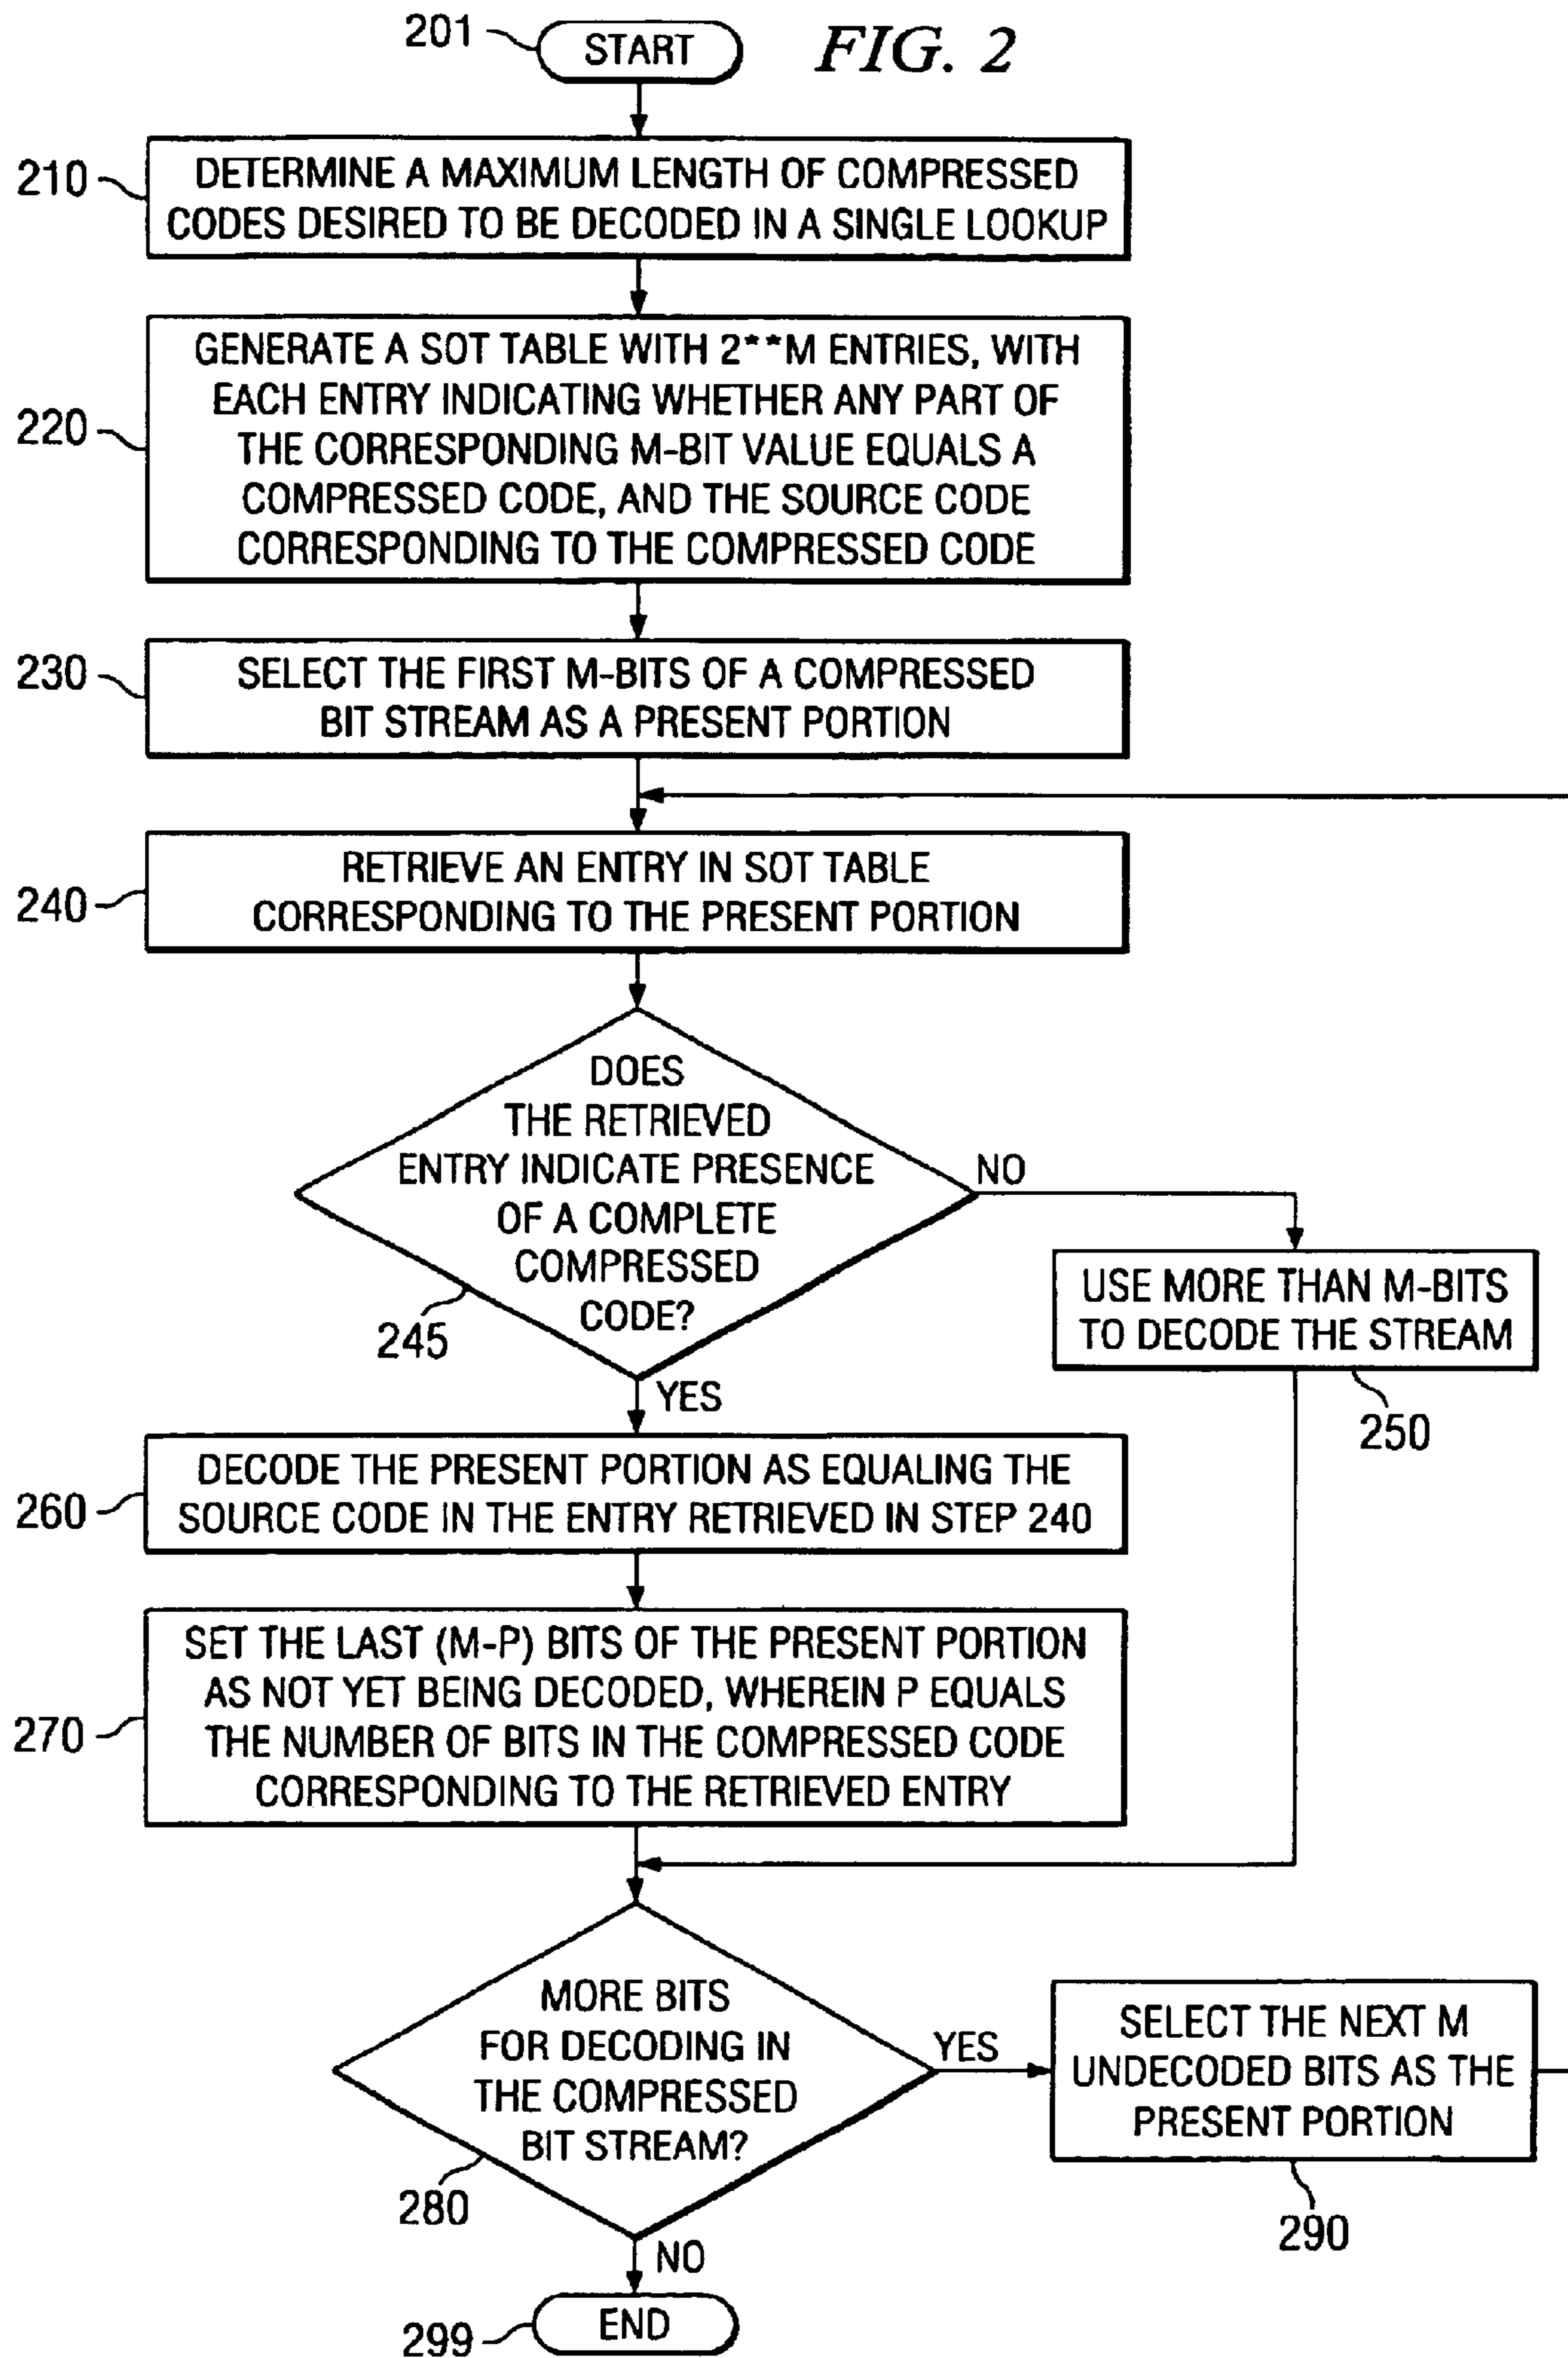 201
START
FIG. 2
210
DETERMINE A MAXIMUM LENGTH OF COMPRESSED
CODES DESIRED TO BE DECODED IN A SINGLE LOOKUP
220
GENERATE A SOT TABLE WITH 2**M ENTRIES, WITH
EACH ENTRY INDICATING WHETHER ANY PART OF
THE CORRESPONDING M-BIT VALUE EQUALS A
COMPRESSED CODE, AND THE SOURCE CODE
CORRESPONDING TO THE COMPRESSED CODE
230
SELECT THE FIRST M-BITS OF A COMPRESSED
BIT STREAM AS A PRESENT PORTION
240
RETRIEVE AN ENTRY IN SOT TABLE
CORRESPONDING TO THE PRESENT PORTION
DOES
THE RETRIEVED
ENTRY INDICATE PRESENCE
OF A COMPLETE
COMPRESSED
CODE?
245
NO
USE MORE THAN M-BITS
TO DECODE THE STREAM
250
YES
260
DECODE THE PRESENT PORTION AS EQUALING THE
SOURCE CODE IN THE ENTRY RETRIEVED IN STEP 240
270
SET THE LAST (M-P) BITS OF THE PRESENT PORTION
AS NOT YET BEING DECODED, WHEREIN P EQUALS
THE NUMBER OF BITS IN THE COMPRESSED CODE
CORRESPONDING TO THE RETRIEVED ENTRY
MORE BITS
FOR DECODING IN
THE COMPRESSED
BIT STREAM?
280
YES
SELECT THE NEXT M
UNDECODED BITS AS THE
PRESENT PORTION
290
NO
299
END